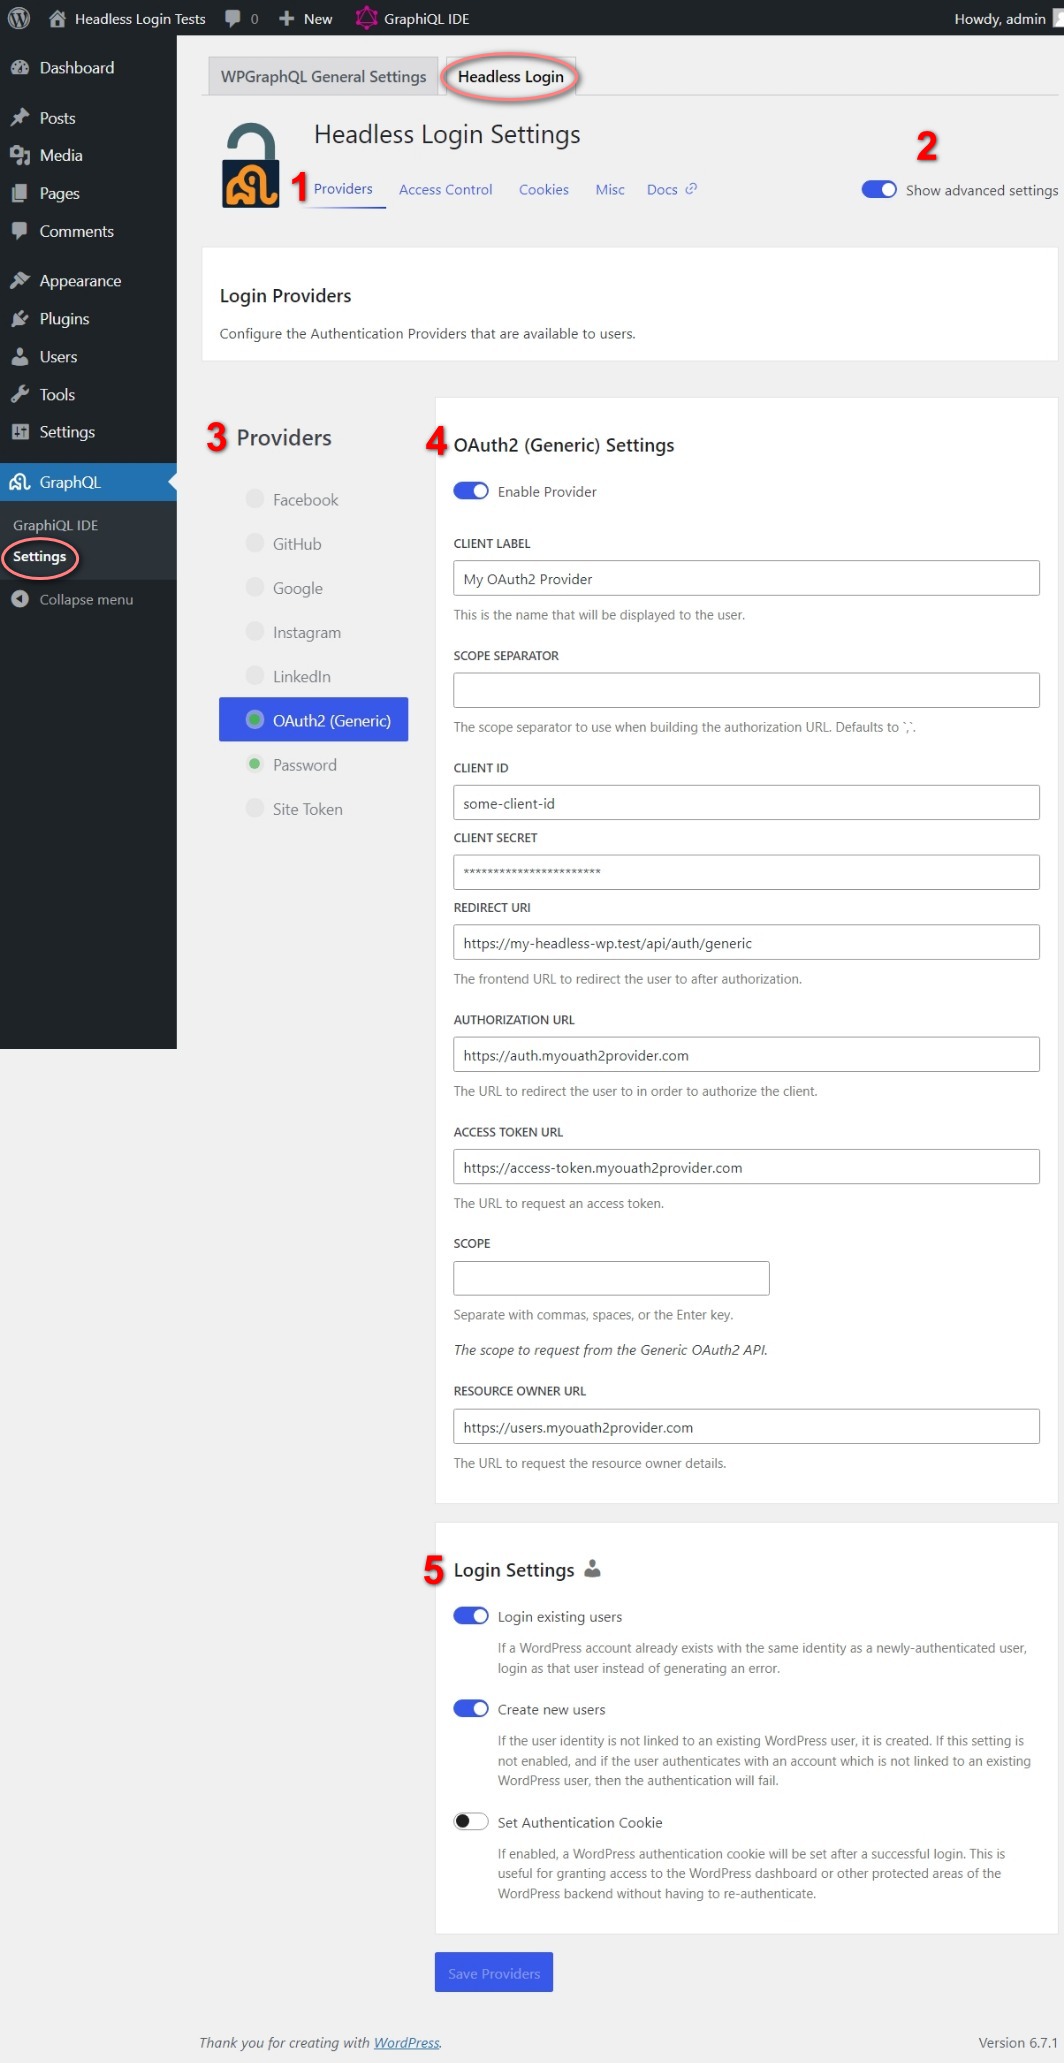 Headless Login Tests
0
New
GraphiQL IDE
Howdy, admin
Dashboard
Posts
Media
Pages
Comments
Appearance
Plugins
Users
Tools
Settings
GraphQL
GraphiQL IDE
Settings
Collapse menu
WPGraphQL General Settings
Headless Login
Headless Login Settings
2
1
Providers
Access Control
Cookies
Misc
Docs
Show advanced settings
Login Providers
Configure the Authentication Providers that are available to users.
3
Providers
Facebook
GitHub
Google
Instagram
LinkedIn
OAuth2 (Generic)
Password
Site Token
4
OAuth2 (Generic) Settings
Enable Provider
CLIENT LABEL
My OAuth2 Provider
This is the name that will be displayed to the user.
SCOPE SEPARATOR
The scope separator to use when building the authorization URL. Defaults to `,`.
CLIENT ID
some-client-id
CLIENT SECRET
************************
REDIRECT URI
https://my-headless-wp.test/api/auth/generic
The frontend URL to redirect the user to after authorization.
AUTHORIZATION URL
https://auth.myouath2provider.com
The URL to redirect the user to in order to authorize the client.
ACCESS TOKEN URL
https://access-token.myouath2provider.com
The URL to request an access token.
SCOPE
Separate with commas, spaces, or the Enter key.
The scope to request from the Generic OAuth2 API.
RESOURCE OWNER URL
https://users.myouath2provider.com
The URL to request the resource owner details.
5
Login Settings
Login existing users
If a WordPress account already exists with the same identity as a newly-authenticated user,
login as that user instead of generating an error.
Create new users
If the user identity is not linked to an existing WordPress user, it is created. If this setting is
not enabled, and if the user authenticates with an account which is not linked to an existing
WordPress user, then the authentication will fail.
Set Authentication Cookie
If enabled, a WordPress authentication cookie will be set after a successful login. This is
useful for granting access to the WordPress dashboard or other protected areas of the
WordPress backend without having to re-authenticate.
Save Providers
Thank you for creating with WordPress.
Version 6.7.1